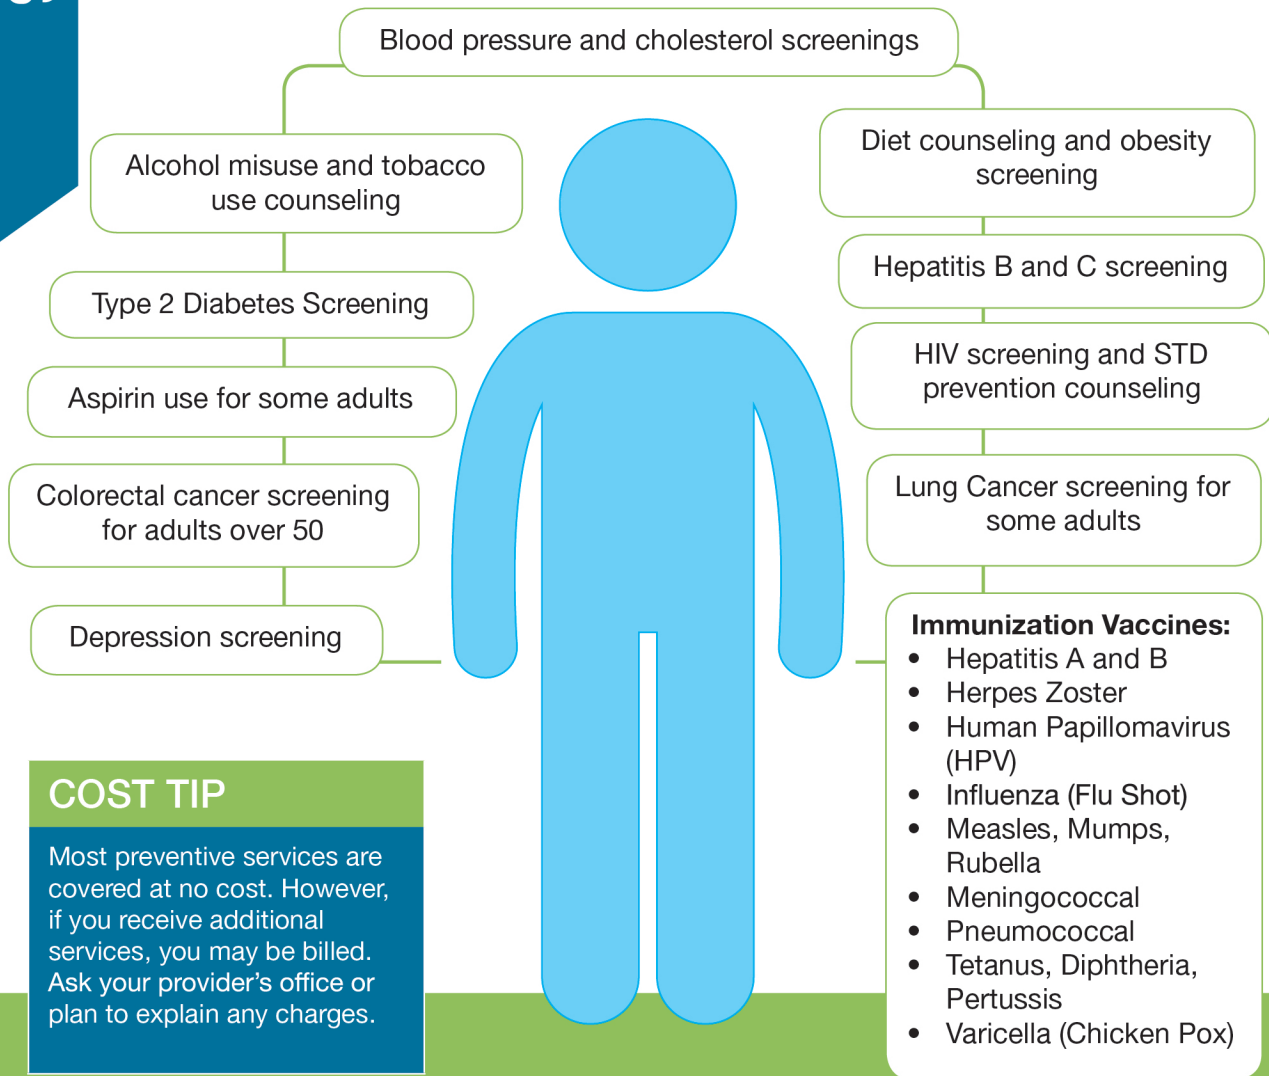 Blood pressure and cholesterol screenings
Alcohol misuse and tobacco
use counseling
Type 2 Diabetes Screening
Aspirin use for some adults
Colorectal cancer screening
for adults over 50
Depression screening
Diet counseling and obesity
screening
Hepatitis B and C screening
HIV screening and STD
prevention counseling
Lung Cancer screening for
some adults
Immunization Vaccines:
• Hepatitis A and B
• Herpes Zoster
• Human Papillomavirus
(HPV)
• Influenza (Flu Shot)
• Measles, Mumps,
Rubella
• Meningococcal
• Pneumococcal
• Tetanus, Diphtheria,
Pertussis
• Varicella (Chicken Pox)
COST TIP
Most preventive services are
covered at no cost. However,
if you receive additional
services, you may be billed.
Ask your provider’s office or
plan to explain any charges.